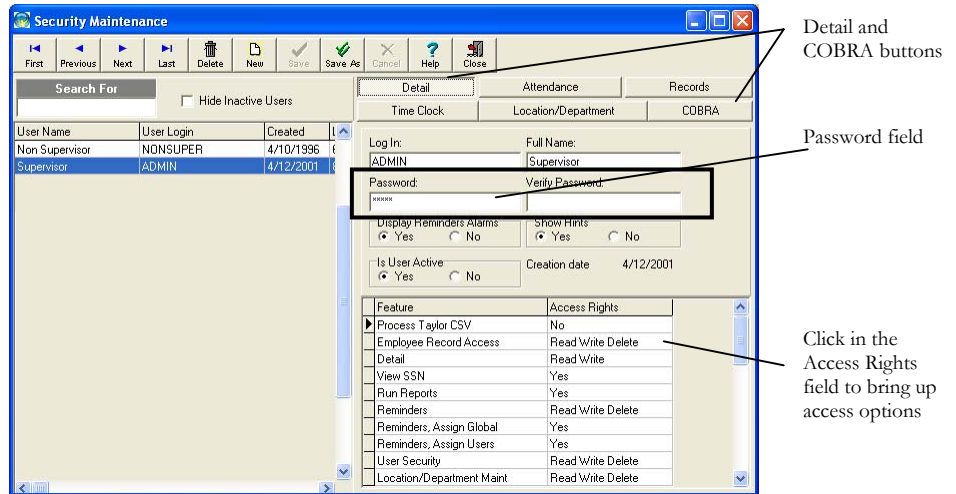 Security Maintenance
First Previous Next Last Delete New Save Save As Cancel Help Close
Search For
Hide Inactive Users
User Name User Login Created
Non Supervisor NONSUPER 4/10/1996
Supervisor ADMIN 4/12/2001
Detail Attendance Records
Time Clock Location/Department COBRA
Log In: Full Name:
ADMIN Supervisor
Password: Verify Password:
×××××
Display Reminders Alarms Show Hints
Yes No Yes No
Is User Active Creation date 4/12/2001
Yes No
Feature Access Rights
Process Taylor CSV No
Employee Record Access Read Write Delete
Detail Read Write
View SSN Yes
Run Reports Yes
Reminders Read Write Delete
Reminders, Assign Global Yes
Reminders, Assign Users Yes
User Security Read Write Delete
Location/Department Maint Read Write Delete
Detail and
COBRA buttons
Password field
Click in the
Access Rights
field to bring up
access options